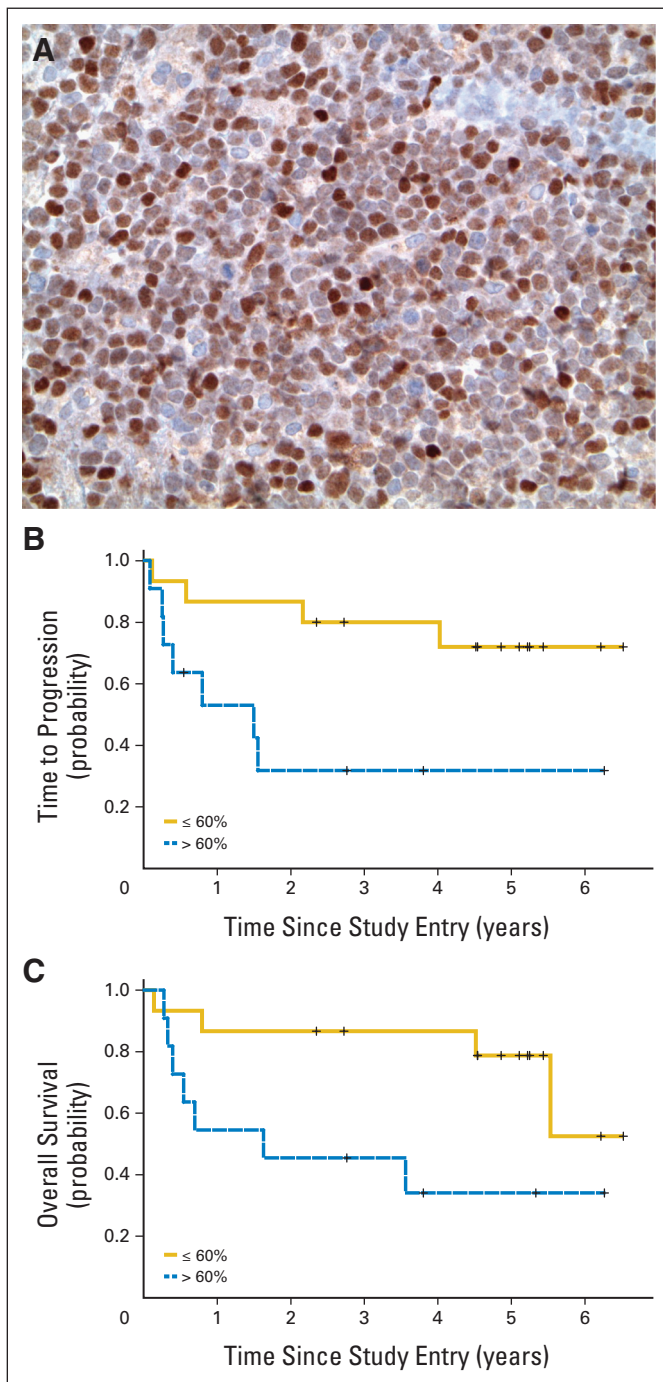 A
B
Time to Progression
(probability)
1.0
0.8
0.6
0.4
0.2
0
≤ 60%
> 60%
1 2 3 4 5 6
Time Since Study Entry (years)
C
Overall Survival
(probability)
1.0
0.8
0.6
0.4
0.2
0
≤ 60%
> 60%
1 2 3 4 5 6
Time Since Study Entry (years)